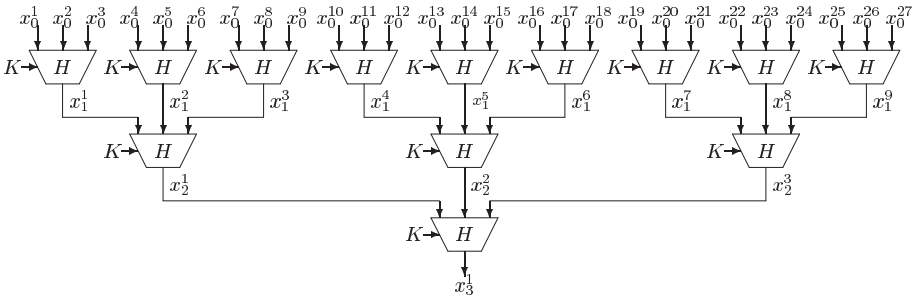 x_0^1 x_0^2 x_0^3 x_0^4 x_0^5 x_0^6 x_0^7 x_0^8 x_0^9 x_0^10 x_0^11 x_0^12 x_0^13 x_0^14 x_0^15 x_0^16 x_0^17 x_0^18 x_0^19 x_0^20 x_0^21 x_0^22 x_0^23 x_0^24 x_0^25 x_0^26 x_0^27
K H K H K H K H K H K H K H K H K H
x_1^1 x_1^2 x_1^3 x_1^4 x_1^5 x_1^6 x_1^7 x_1^8 x_1^9
K H K H K H
x_2^1 x_2^2 x_2^3
K H
x_3^1